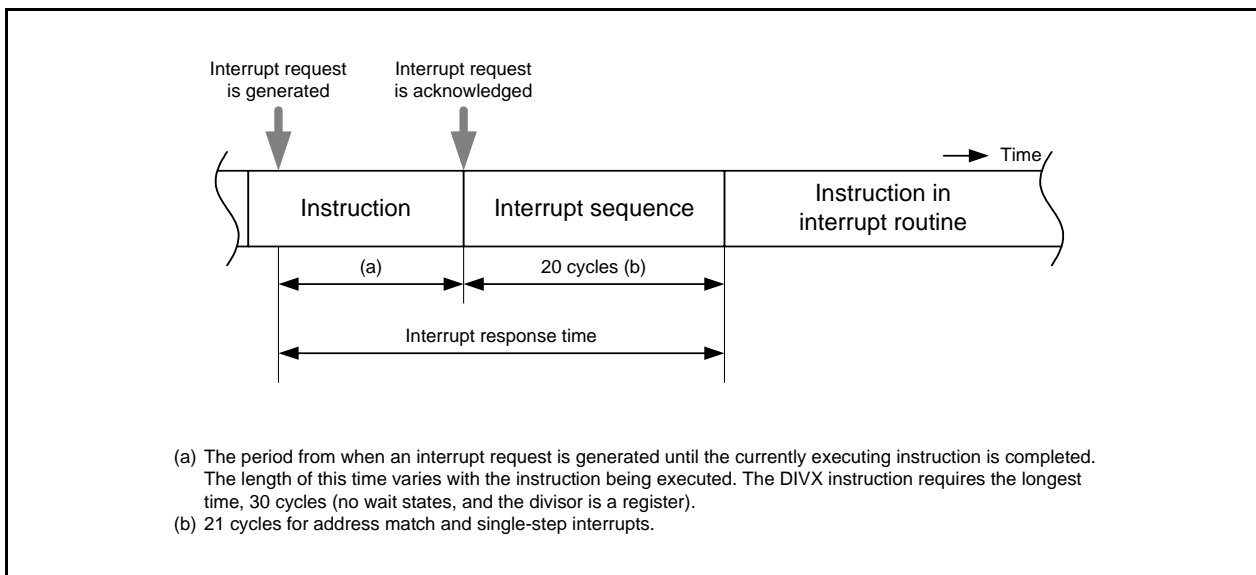 Interrupt request
is generated
Interrupt request
is acknowledged
Time
Instruction
Interrupt sequence
Instruction in
interrupt routine
(a)
20 cycles (b)
Interrupt response time
(a) The period from when an interrupt request is generated until the currently executing instruction is completed.
The length of this time varies with the instruction being executed. The DIVX instruction requires the longest
time, 30 cycles (no wait states, and the divisor is a register).
(b) 21 cycles for address match and single-step interrupts.